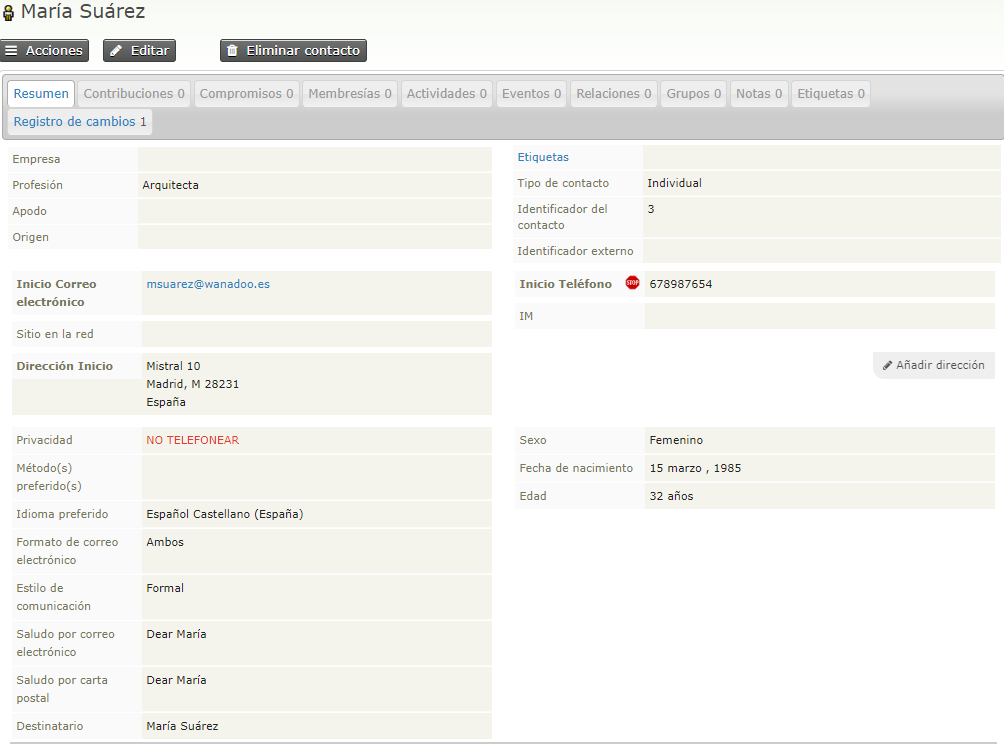 María Suárez
Acciones
Editar
Eliminar contacto
Resumen
Contribuciones 0
Compromisos 0
Membresías 0
Actividades 0
Eventos 0
Relaciones 0
Grupos 0
Notas 0
Etiquetas 0
Registro de cambios 1
Empresa
Profesión Arquitecta
Apodo
Origen
Etiquetas
Tipo de contacto Individual
Identificador del 3
contacto
Identificador externo
Inicio Correo msuarez@wanadoo.es
electrónico
Sitio en la red
Dirección Inicio Mistral 10
Madrid, M 28231
España
Inicio Teléfono STOP 678987654
IM
Añadir dirección
Privacidad NO TELEFONEAR
Método(s)
preferido(s)
Idioma preferido Español Castellano (España)
Formato de correo Ambos
electrónico
Estilo de Formal
comunicación
Saludo por correo Dear María
electrónico
Saludo por carta Dear María
postal
Destinatario María Suárez
Sexo Femenino
Fecha de nacimiento 15 marzo , 1985
Edad 32 años